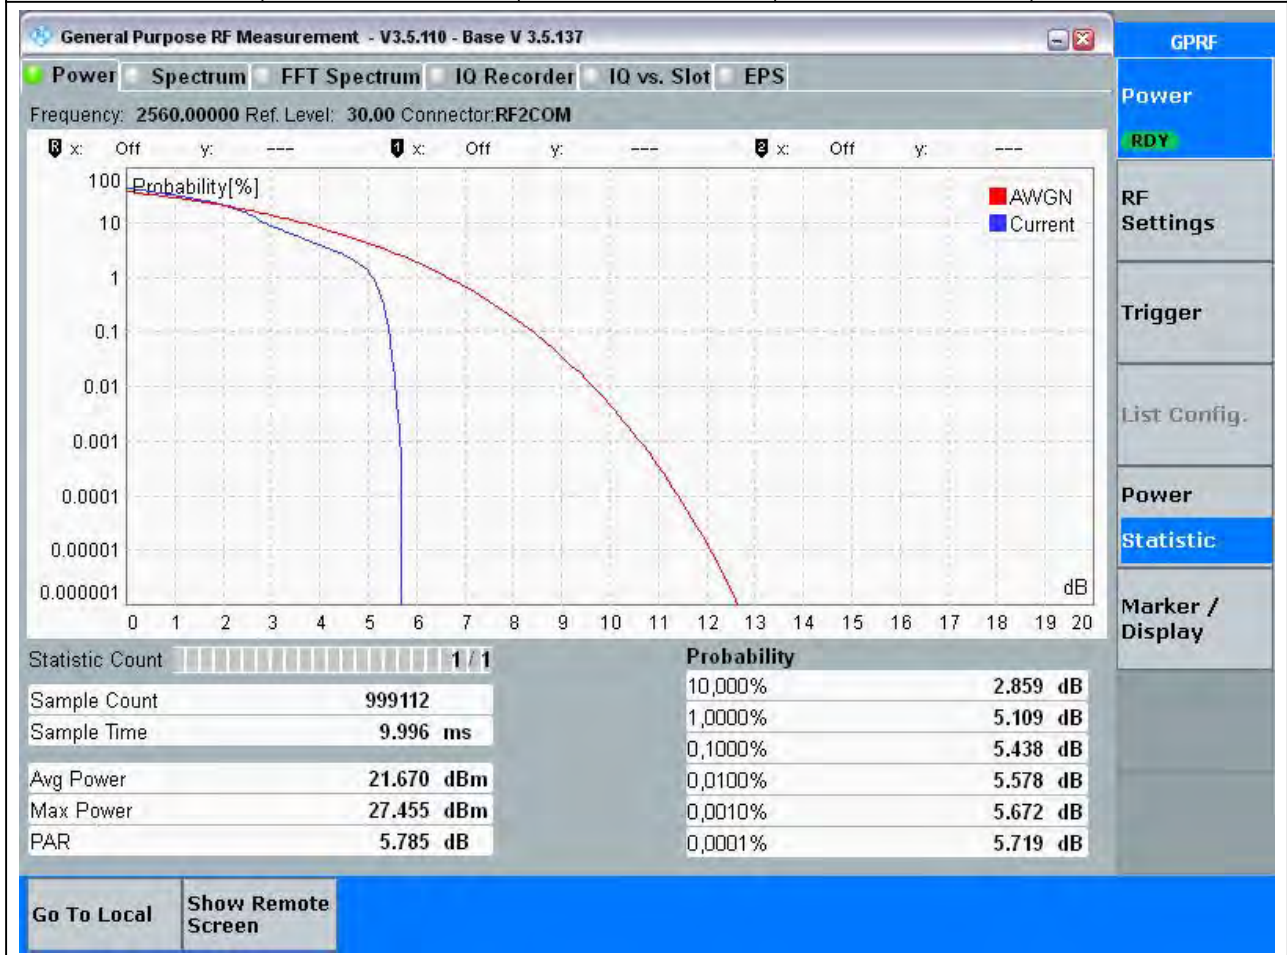 General Purpose RF Measurement - V3.5.110 - Base V 3.5.137
GPRF
Power Spectrum FFT Spectrum IQ Recorder IQ vs. Slot EPS
Frequency: 2560.00000 Ref. Level: 30.00 Connector:RF2COM
R x: Off y: --- 1 x: Off y: --- 2 x: Off y: ---
Probability[%]
AWGN
Current
100
10
1
0.1
0.01
0.001
0.0001
0.00001
0.000001
dB
0 1 2 3 4 5 6 7 8 9 10 11 12 13 14 15 16 17 18 19 20
Statistic Count 1 / 1
Sample Count 999112
Sample Time 9.996 ms
Avg Power 21.670 dBm
Max Power 27.455 dBm
PAR 5.785 dB
Probability
10,000% 2.859 dB
1,0000% 5.109 dB
0,1000% 5.438 dB
0,0100% 5.578 dB
0,0010% 5.672 dB
0,0001% 5.719 dB
Power
RDY
RF
Settings
Trigger
List Config.
Power
Statistic
Marker /
Display
Go To Local
Show Remote
Screen